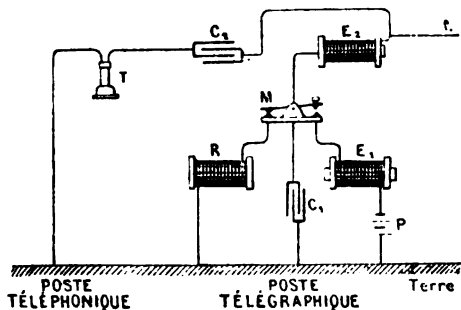 C₂
E₂
T
M
R
E₁
C₁
P
POSTE TÉLÉPHONIQUE
POSTE TÉLÉGRAPHIQUE
Terre